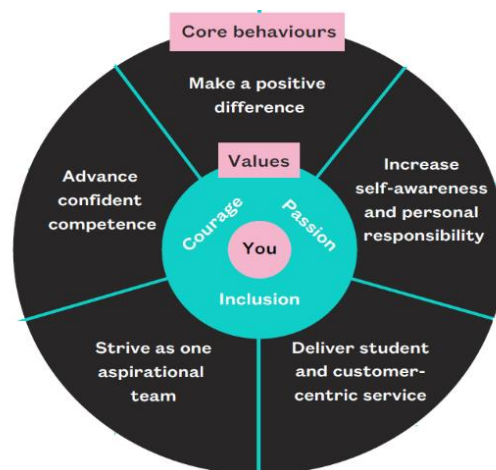 Core behaviours
Make a positive
difference
Values
Advance
confident
competence
Increase
self-awareness
and personal
responsibility
Courage
Passion
You
Inclusion
Strive as one
aspirational
team
Deliver student
and customer-
centric service